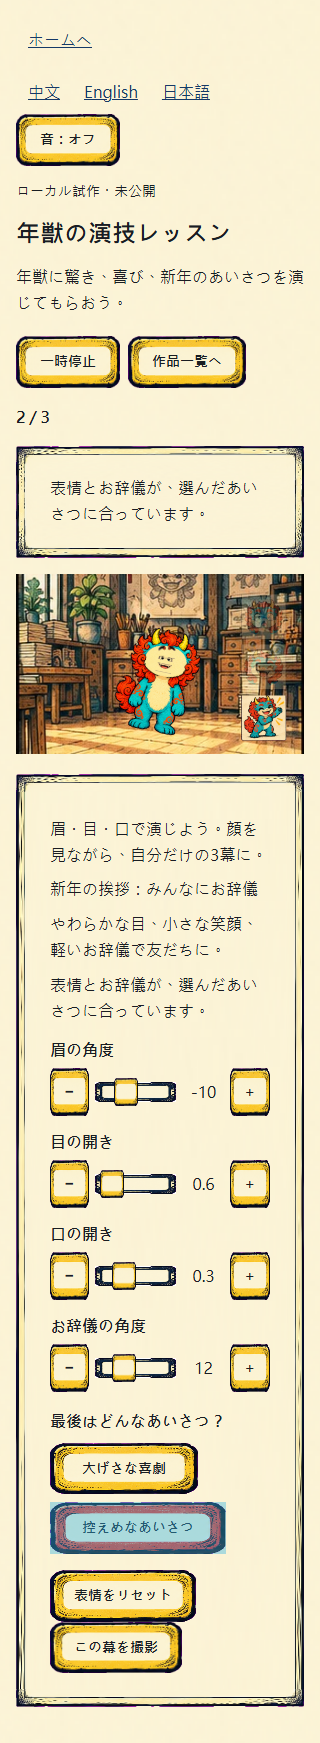 ホームへ
中文 English 日本語
音：オフ
ローカル試作・未公開
年獣の演技レッスン
年獣に驚き、喜び、新年のあいさつを演
じてもらおう。
一時停止 作品一覧へ
2 / 3
表情とお辞儀が、選んだあい
さつに合っています。
眉・目・口で演じよう。顔を
見ながら、自分だけの3幕に。
新年の挨拶：みんなにお辞儀
やわらかな目、小さな笑顔、
軽いお辞儀で友だちに。
表情とお辞儀が、選んだあい
さつに合っています。
眉の角度
− -10 +
目の開き
− 0.6 +
口の開き
− 0.3 +
お辞儀の角度
− 12 +
最後はどんなあいさつ？
大げさな喜劇
控えめなあいさつ
表情をリセット
この幕を撮影